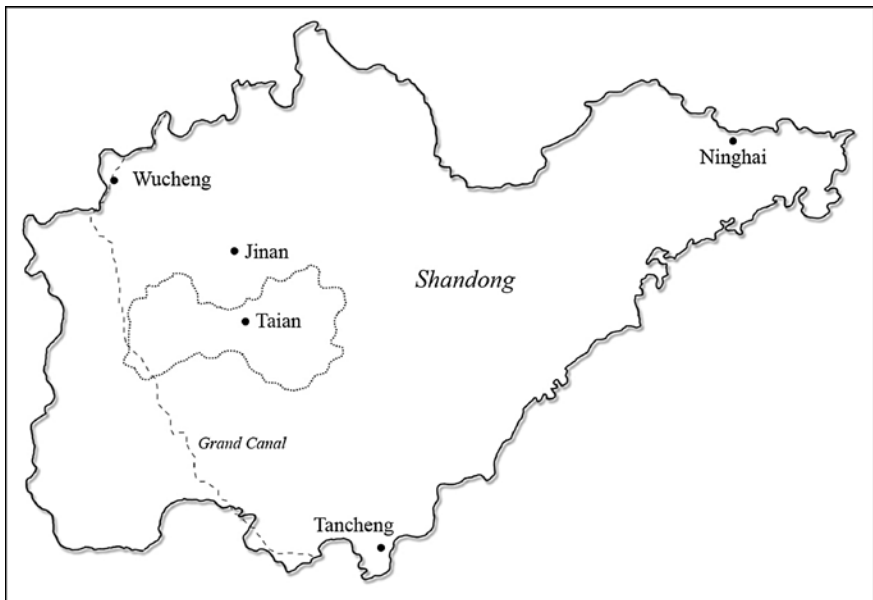 Ninghai
Wucheng
Jinan
Shandong
Taian
Grand Canal
Tancheng